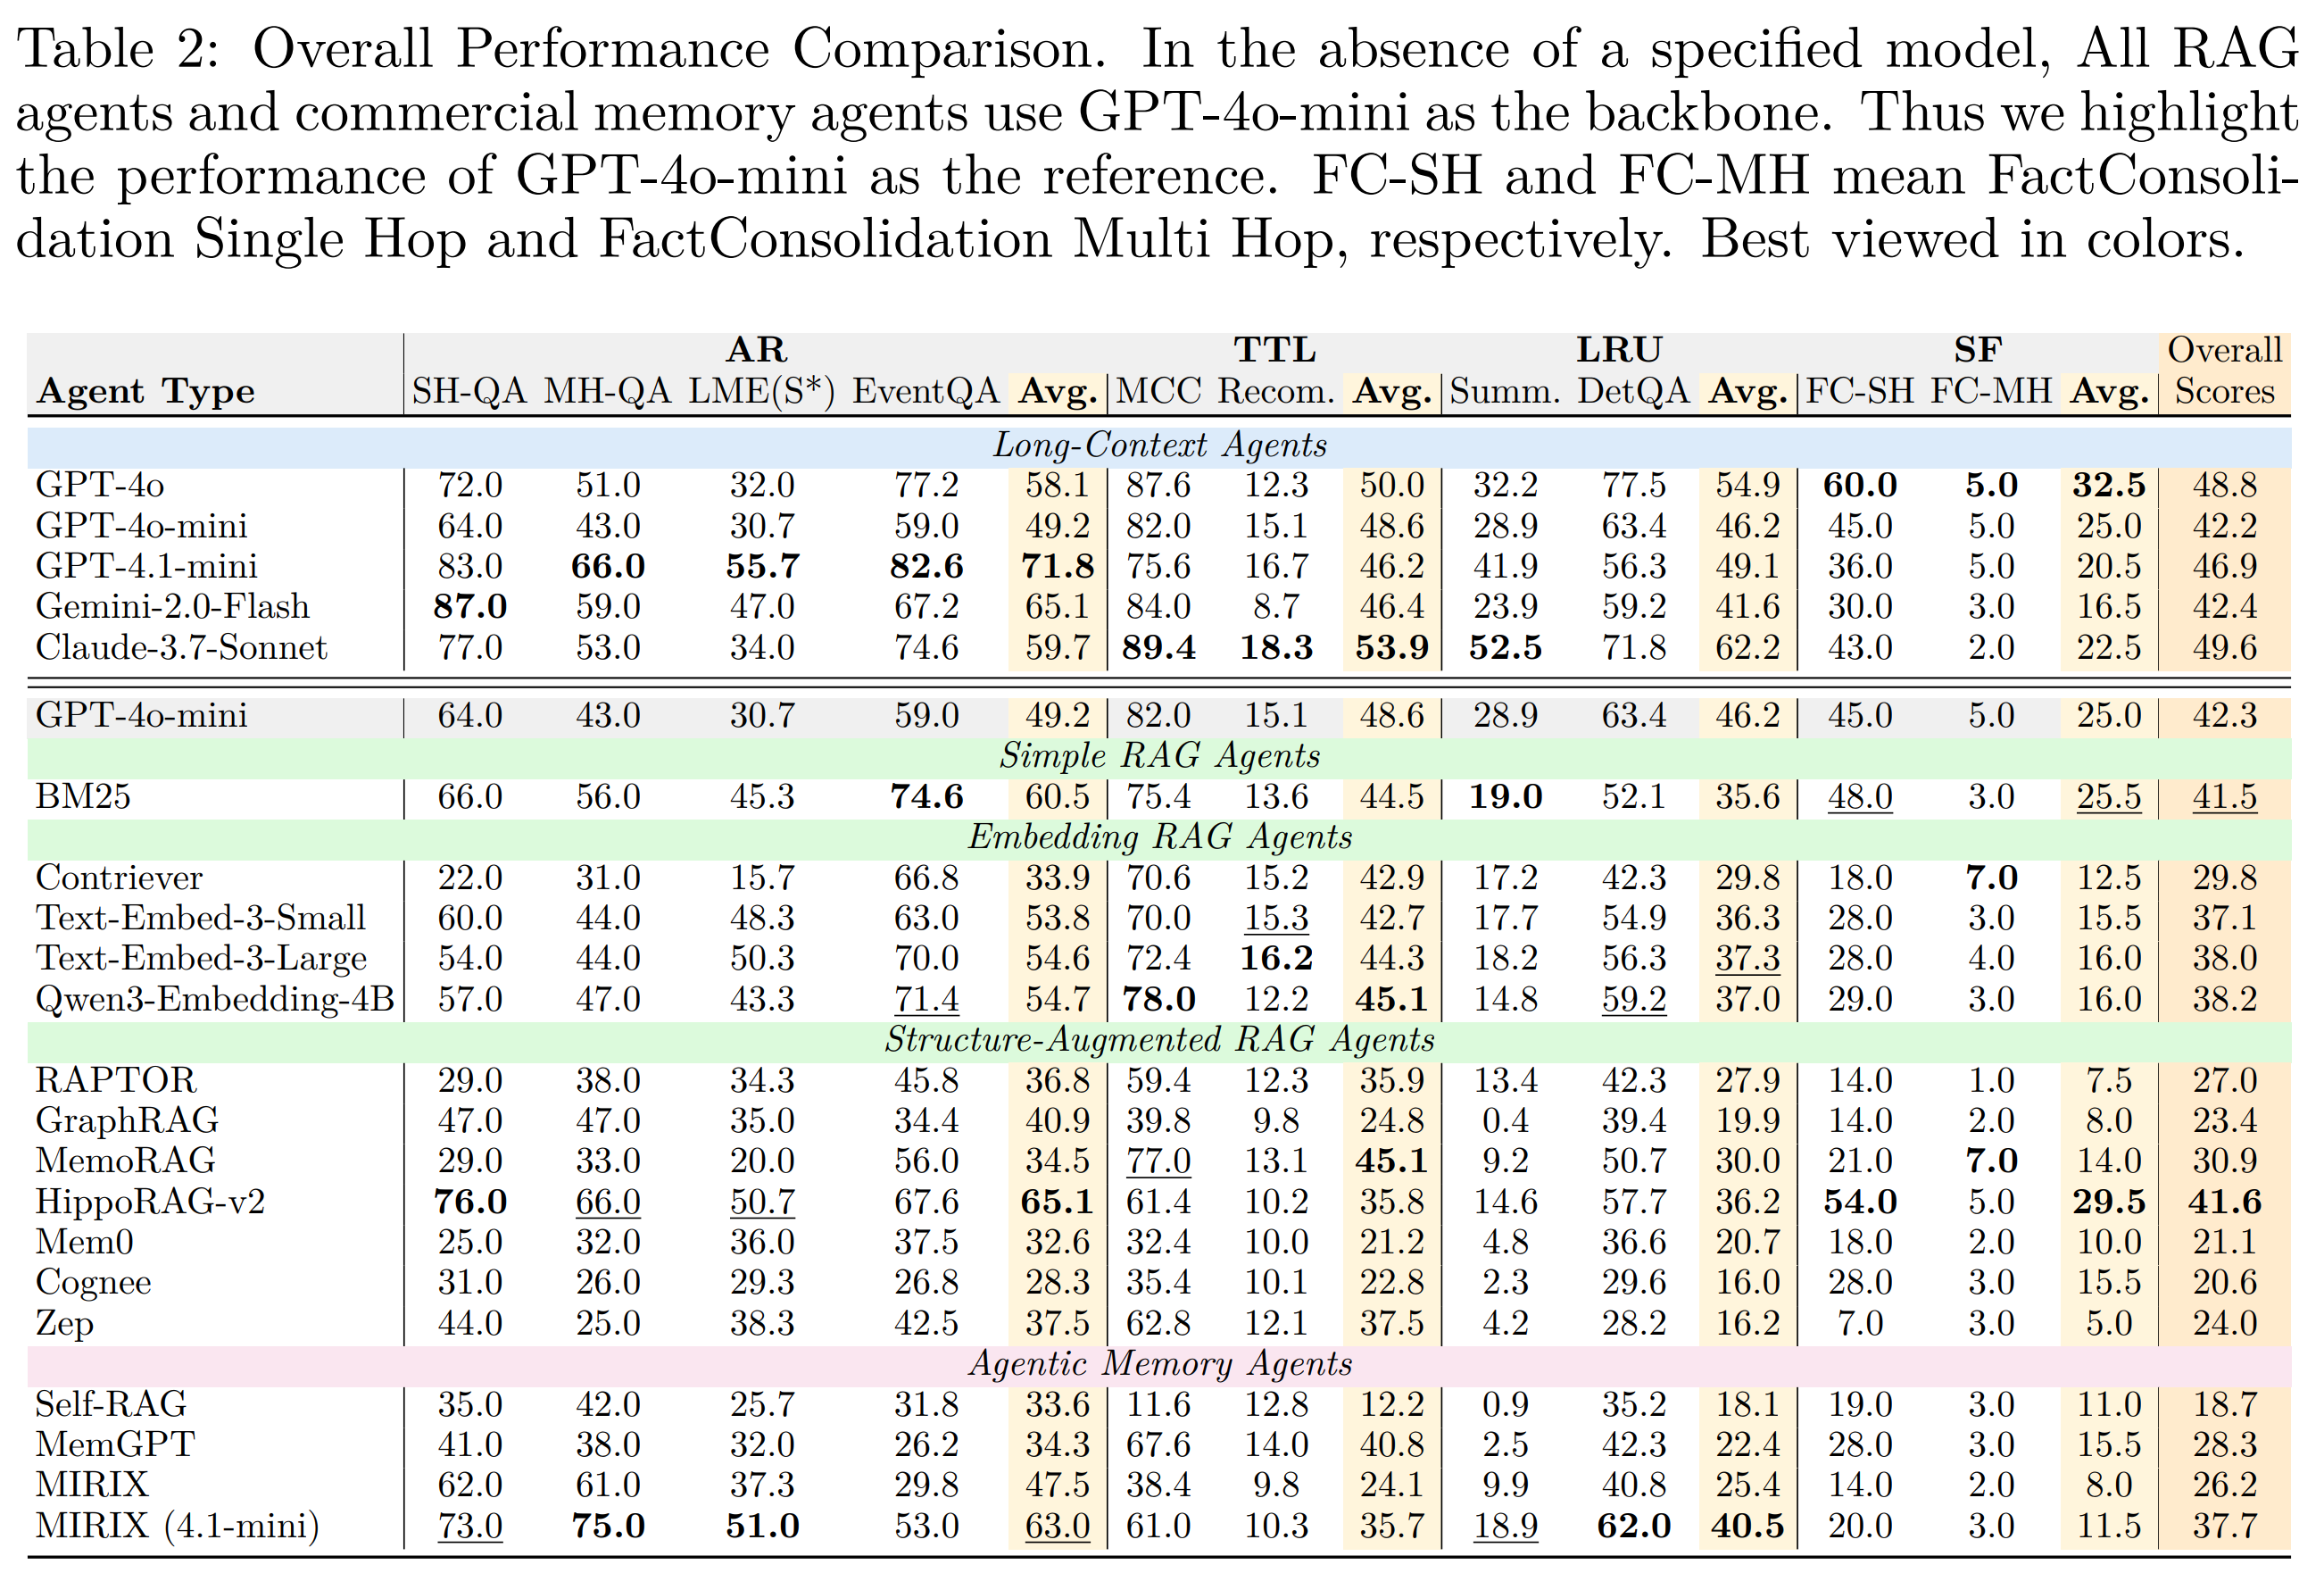 Table 2: Overall Performance Comparison. In the absence of a specified model, All RAG
agents and commercial memory agents use GPT-4o-mini as the backbone. Thus we highlight
the performance of GPT-4o-mini as the reference. FC-SH and FC-MH mean FactConsoli-
dation Single Hop and FactConsolidation Multi Hop, respectively. Best viewed in colors.
AR TTL LRU SF Overall
Agent Type SH-QA MH-QA LME(S*) EventQA Avg. MCC Recom. Avg. Summ. DetQA Avg. FC-SH FC-MH Avg. Scores
Long-Context Agents
GPT-4o 72.0 51.0 32.0 77.2 58.1 87.6 12.3 50.0 32.2 77.5 54.9 60.0 5.0 32.5 48.8
GPT-4o-mini 64.0 43.0 30.7 59.0 49.2 82.0 15.1 48.6 28.9 63.4 46.2 45.0 5.0 25.0 42.2
GPT-4.1-mini 83.0 66.0 55.7 82.6 71.8 75.6 16.7 46.2 41.9 56.3 49.1 36.0 5.0 20.5 46.9
Gemini-2.0-Flash 87.0 59.0 47.0 67.2 65.1 84.0 8.7 46.4 23.9 59.2 41.6 30.0 3.0 16.5 42.4
Claude-3.7-Sonnet 77.0 53.0 34.0 74.6 59.7 89.4 18.3 53.9 52.5 71.8 62.2 43.0 2.0 22.5 49.6
GPT-4o-mini 64.0 43.0 30.7 59.0 49.2 82.0 15.1 48.6 28.9 63.4 46.2 45.0 5.0 25.0 42.3
Simple RAG Agents
BM25 66.0 56.0 45.3 74.6 60.5 75.4 13.6 44.5 19.0 52.1 35.6 48.0 3.0 25.5 41.5
Embedding RAG Agents
Contriever 22.0 31.0 15.7 66.8 33.9 70.6 15.2 42.9 17.2 42.3 29.8 18.0 7.0 12.5 29.8
Text-Embed-3-Small 60.0 44.0 48.3 63.0 53.8 70.0 15.3 42.7 17.7 54.9 36.3 28.0 3.0 15.5 37.1
Text-Embed-3-Large 54.0 44.0 50.3 70.0 54.6 72.4 16.2 44.3 18.2 56.3 37.3 28.0 4.0 16.0 38.0
Qwen3-Embedding-4B 57.0 47.0 43.3 71.4 54.7 78.0 12.2 45.1 14.8 59.2 37.0 29.0 3.0 16.0 38.2
Structure-Augmented RAG Agents
RAPTOR 29.0 38.0 34.3 45.8 36.8 59.4 12.3 35.9 13.4 42.3 27.9 14.0 1.0 7.5 27.0
GraphRAG 47.0 47.0 35.0 34.4 40.9 39.8 9.8 24.8 0.4 39.4 19.9 14.0 2.0 8.0 23.4
MemoRAG 29.0 33.0 20.0 56.0 34.5 77.0 13.1 45.1 9.2 50.7 30.0 21.0 7.0 14.0 30.9
HippoRAG-v2 76.0 66.0 50.7 67.6 65.1 61.4 10.2 35.8 14.6 57.7 36.2 54.0 5.0 29.5 41.6
Mem0 25.0 32.0 36.0 37.5 32.6 32.4 10.0 21.2 4.8 36.6 20.7 18.0 2.0 10.0 21.1
Cognee 31.0 26.0 29.3 26.8 28.3 35.4 10.1 22.8 2.3 29.6 16.0 28.0 3.0 15.5 20.6
Zep 44.0 25.0 38.3 42.5 37.5 62.8 12.1 37.5 4.2 28.2 16.2 7.0 3.0 5.0 24.0
Agentic Memory Agents
Self-RAG 35.0 42.0 25.7 31.8 33.6 11.6 12.8 12.2 0.9 35.2 18.1 19.0 3.0 11.0 18.7
MemGPT 41.0 38.0 32.0 26.2 34.3 67.6 14.0 40.8 2.5 42.3 22.4 28.0 3.0 15.5 28.3
MIRIX 62.0 61.0 37.3 29.8 47.5 38.4 9.8 24.1 9.9 40.8 25.4 14.0 2.0 8.0 26.2
MIRIX (4.1-mini) 73.0 75.0 51.0 53.0 63.0 61.0 10.3 35.7 18.9 62.0 40.5 20.0 3.0 11.5 37.7